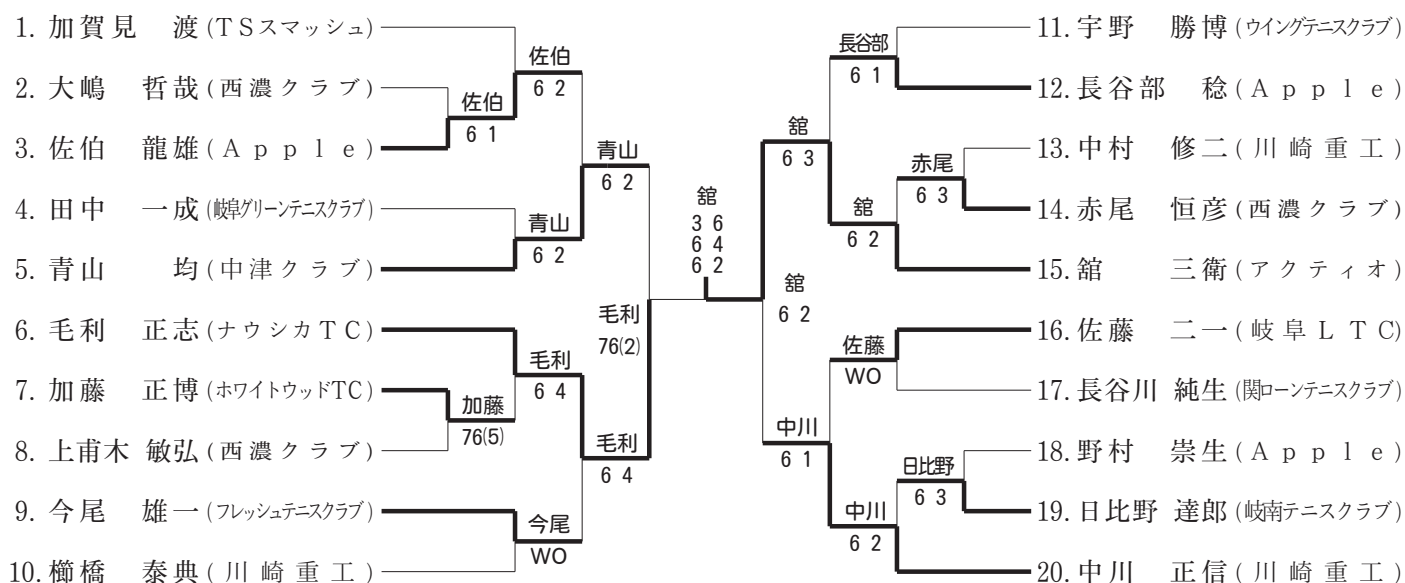 1. 加賀見　渡 (TSスマッシュ)
2. 大嶋　哲哉 (西濃クラブ)
3. 佐伯　龍雄 (Apple)
4. 田中　一成 (岐阜グリーンテニスクラブ)
5. 青山　均 (中津クラブ)
6. 毛利　正志 (ナウシカTC)
7. 加藤　正博 (ホワイトウッドTC)
8. 上甫木 敏弘 (西濃クラブ)
9. 今尾　雄一 (フレッシュテニスクラブ)
10. 櫛橋　泰典 (川崎重工)
佐伯
6 1
加藤
76(5)
佐伯
6 2
青山
6 2
毛利
6 4
今尾
WO
青山
6 2
毛利
6 4
毛利
76(2)
舘
3 6
6 4
6 2
舘
6 2
舘
6 3
中川
6 1
長谷部
6 1
舘
6 2
佐藤
WO
中川
6 2
赤尾
6 3
日比野
6 3
11. 宇野　勝博 (ウイングテニスクラブ)
12. 長谷部　稔 (Apple)
13. 中村　修二 (川崎重工)
14. 赤尾　恒彦 (西濃クラブ)
15. 舘　三衛 (アクティオ)
16. 佐藤　二一 (岐阜LTC)
17. 長谷川 純生 (関ローンテニスクラブ)
18. 野村　崇生 (Apple)
19. 日比野 達郎 (岐南テニスクラブ)
20. 中川　正信 (川崎重工)